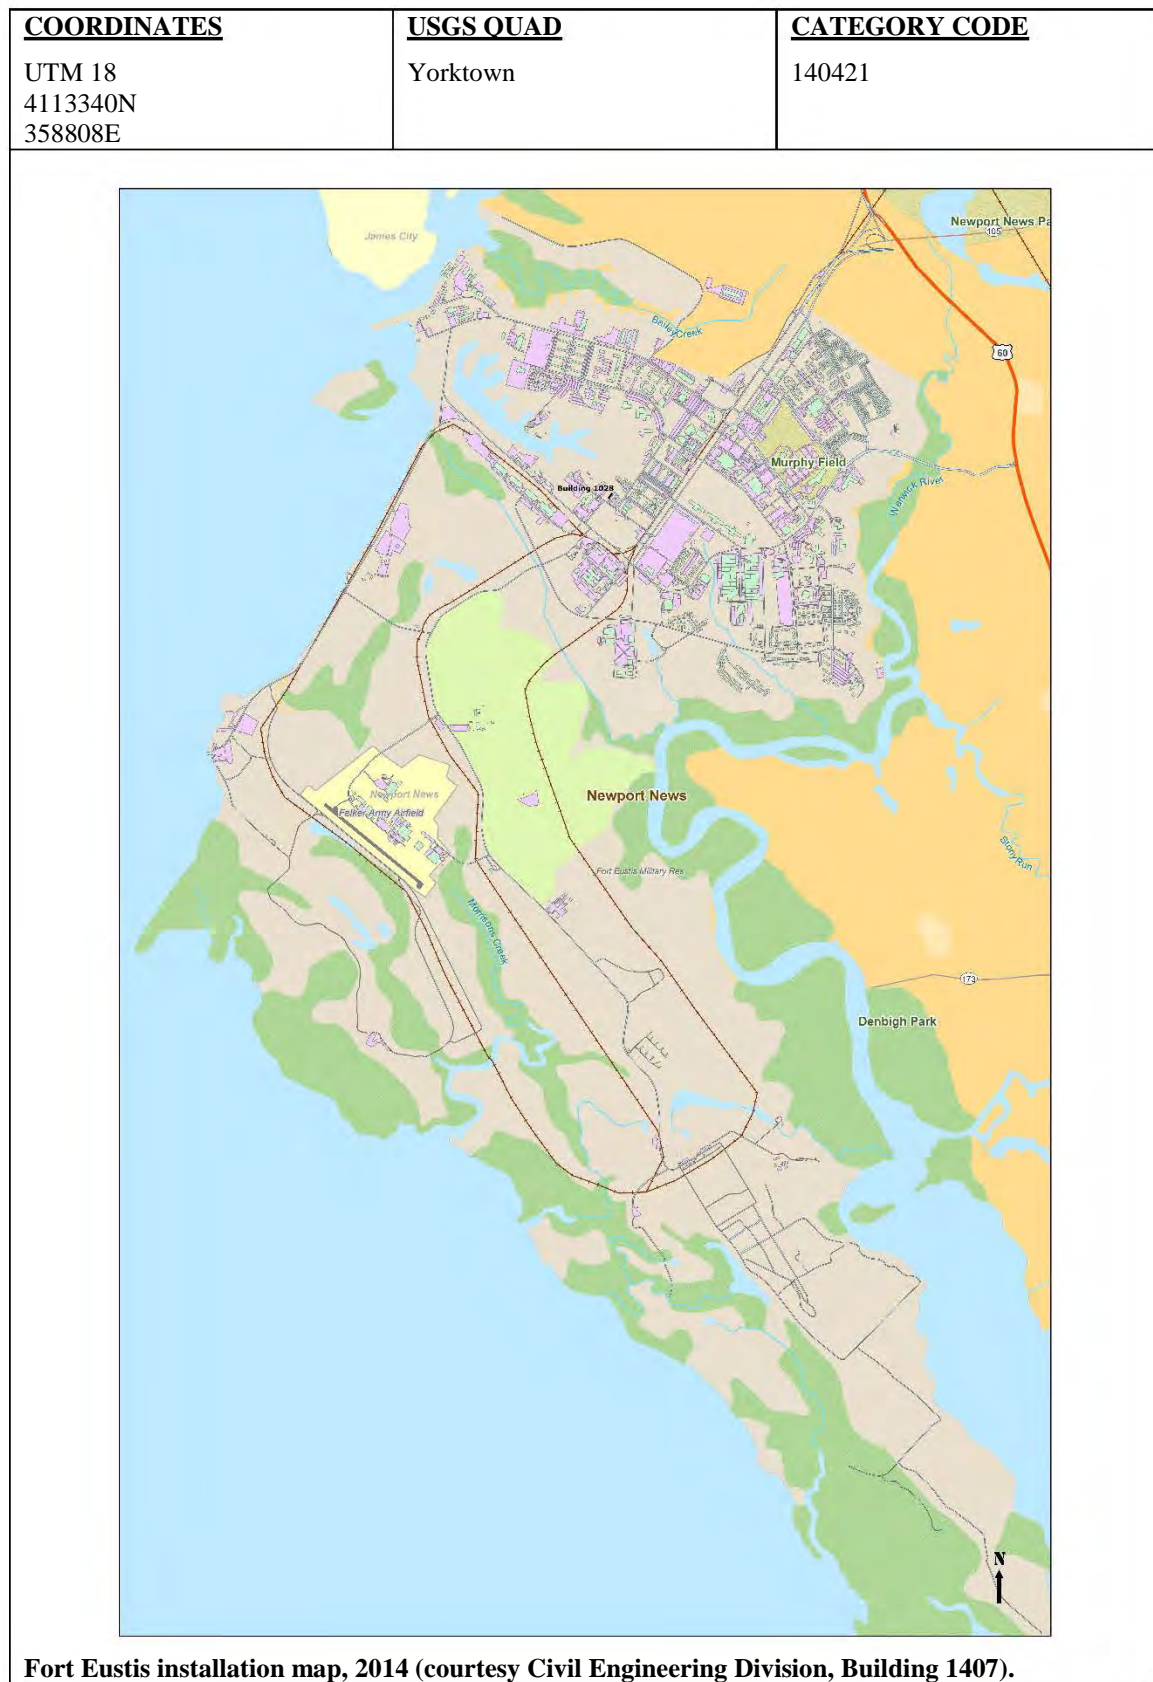 COORDINATES
UTM 18
4113340N
358808E
USGS QUAD
Yorktown
CATEGORY CODE
140421
James City
Newport News Pa
105
Bailey Creek
60
Murphy Field
Building 1028
Warwick River
Newport News
Felker Army Airfield
Newport News
Stony Run
Fort Eustis Military Res
Morrisons Creek
173
Denbigh Park
N
Fort Eustis installation map, 2014 (courtesy Civil Engineering Division, Building 1407).